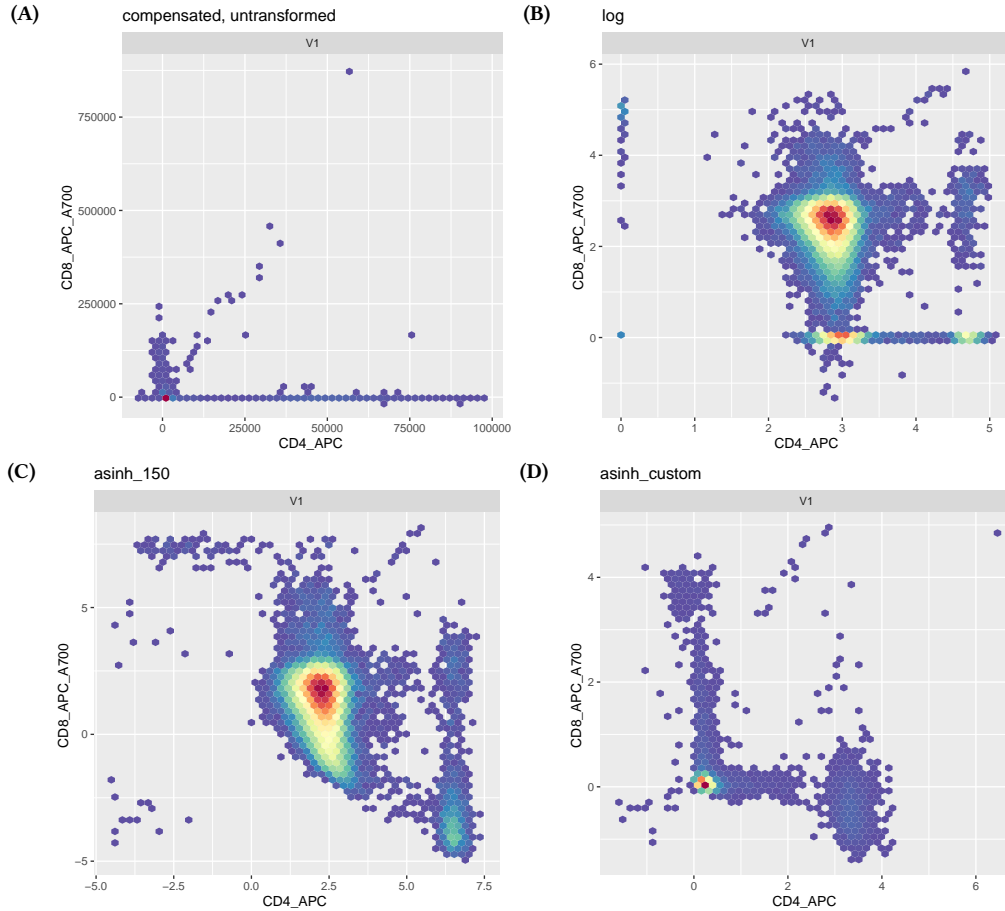 (A)
compensated, untransformed
V1
750000
500000
250000
0
CD8_APC_A700
0
25000
50000
75000
100000
CD4_APC
(B)
log
V1
6
4
2
0
CD8_APC_A700
0
1
2
3
4
5
CD4_APC
(C)
asinh_150
V1
5
0
−5
CD8_APC_A700
−5.0
−2.5
0.0
2.5
5.0
7.5
CD4_APC
(D)
asinh_custom
V1
4
2
0
CD8_APC_A700
0
2
4
6
CD4_APC